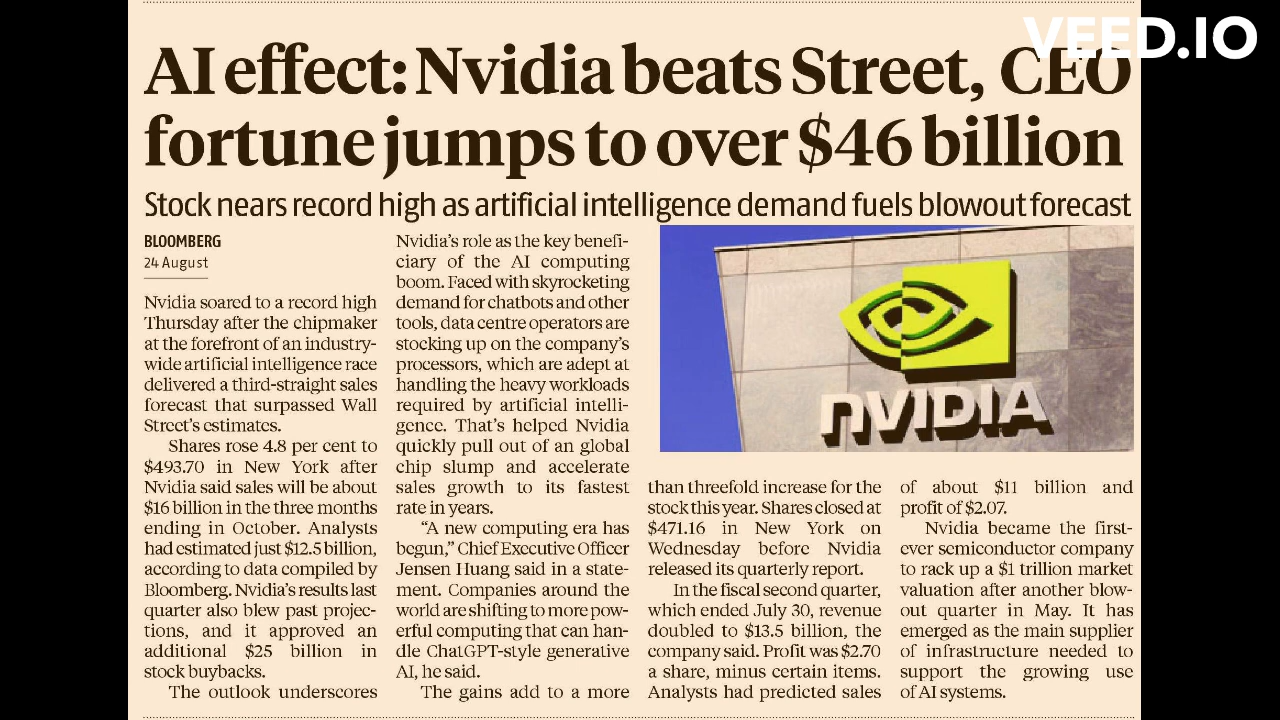 VEED.IO
AI effect: Nvidia beats Street, CEO
fortune jumps to over $46 billion
Stock nears record high as artificial intelligence demand fuels blowout forecast
BLOOMBERG
24 August
Nvidia soared to a record high
Thursday after the chipmaker
at the forefront of an industry-
wide artificial intelligence race
delivered a third-straight sales
forecast that surpassed Wall
Street's estimates.
Shares rose 4.8 per cent to
$493.70 in New York after
Nvidia said sales will be about
$16 billion in the three months
ending in October. Analysts
had estimated just $12.5 billion,
according to data compiled by
Bloomberg. Nvidia's results last
quarter also blew past projec-
tions, and it approved an
additional $25 billion in
stock buybacks.
The outlook underscores
Nvidia's role as the key benefi-
ciary of the AI computing
boom. Faced with skyrocketing
demand for chatbots and other
tools, data centre operators are
stocking up on the company's
processors, which are adept at
handling the heavy workloads
required by artificial intelli-
gence. That's helped Nvidia
quickly pull out of an global
chip slump and accelerate
sales growth to its fastest
rate in years.
"A new computing era has
begun," Chief Executive Officer
Jensen Huang said in a state-
ment. Companies around the
world are shifting to more pow-
erful computing that can han-
dle ChatGPT-style generative
AI, he said.
The gains add to a more
NVIDIA
than threefold increase for the
stock this year. Shares closed at
$471.16 in New York on
Wednesday before Nvidia
released its quarterly report.
In the fiscal second quarter,
which ended July 30, revenue
doubled to $13.5 billion, the
company said. Profit was $2.70
a share, minus certain items.
Analysts had predicted sales
of about $11 billion and
profit of $2.07.
Nvidia became the first-
ever semiconductor company
to rack up a $1 trillion market
valuation after another blow-
out quarter in May. It has
emerged as the main supplier
of infrastructure needed to
support the growing use
of AI systems.